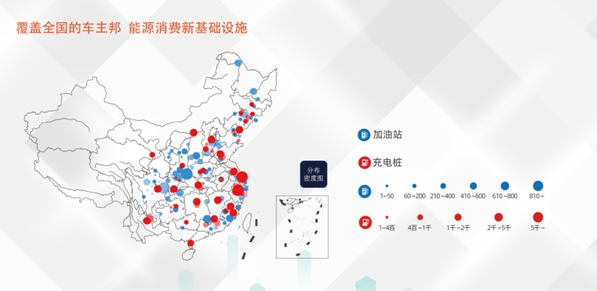 覆盖全国的车主邦 能源消费新基础设施
加油站
充电桩
分布
密度图
1~50 60~200 210~400 410~600 610~800 810~
1~4百 4百~1千 1千~2千 2千~5千 5千~